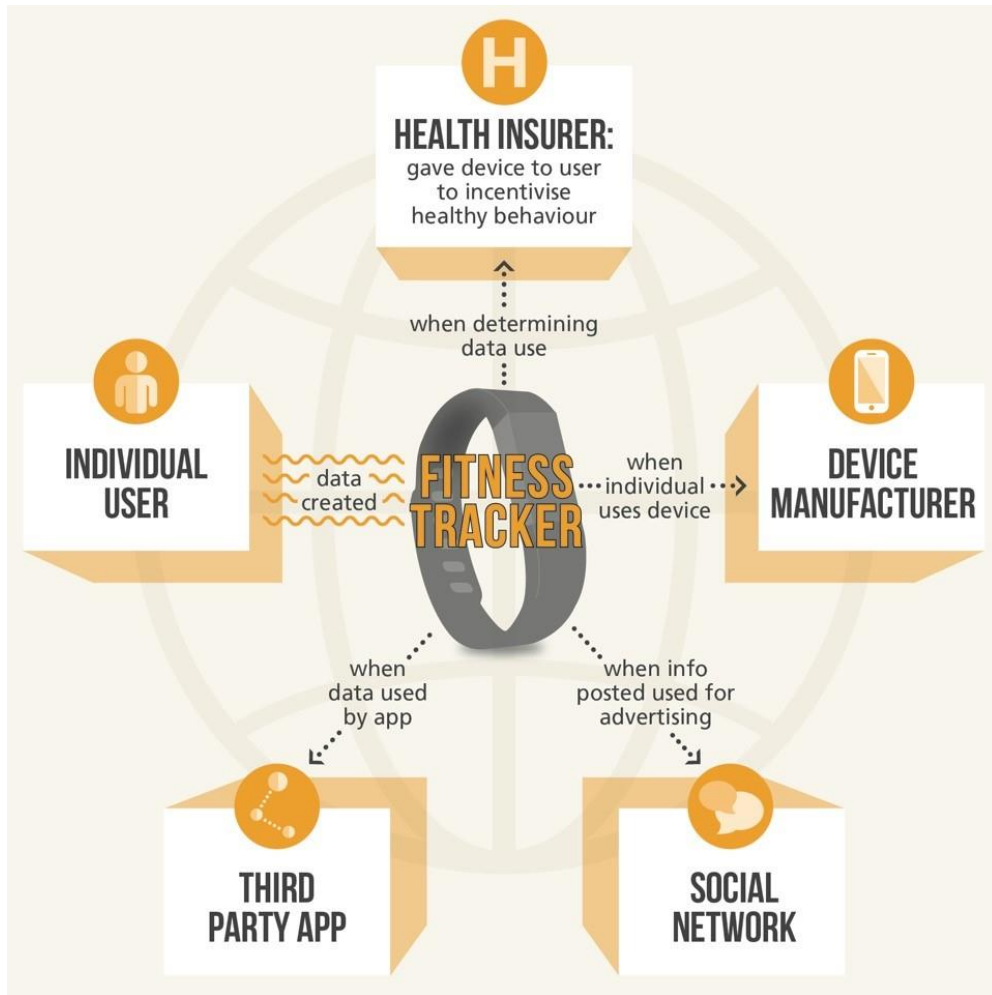 H
HEALTH INSURER:
gave device to user
to incentivise
healthy behaviour
when determining
data use
INDIVIDUAL
USER
data
created
FITNESS
TRACKER
when
individual
uses device
DEVICE
MANUFACTURER
when
data used
by app
when info
posted used for
advertising
THIRD
PARTY APP
SOCIAL
NETWORK